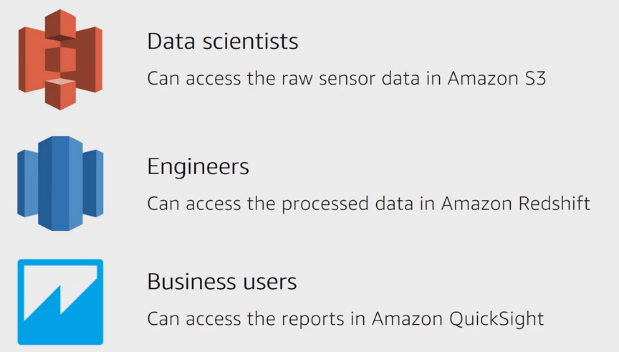 Data scientists
Can access the raw sensor data in Amazon S3
Engineers
Can access the processed data in Amazon Redshift
Business users
Can access the reports in Amazon QuickSight